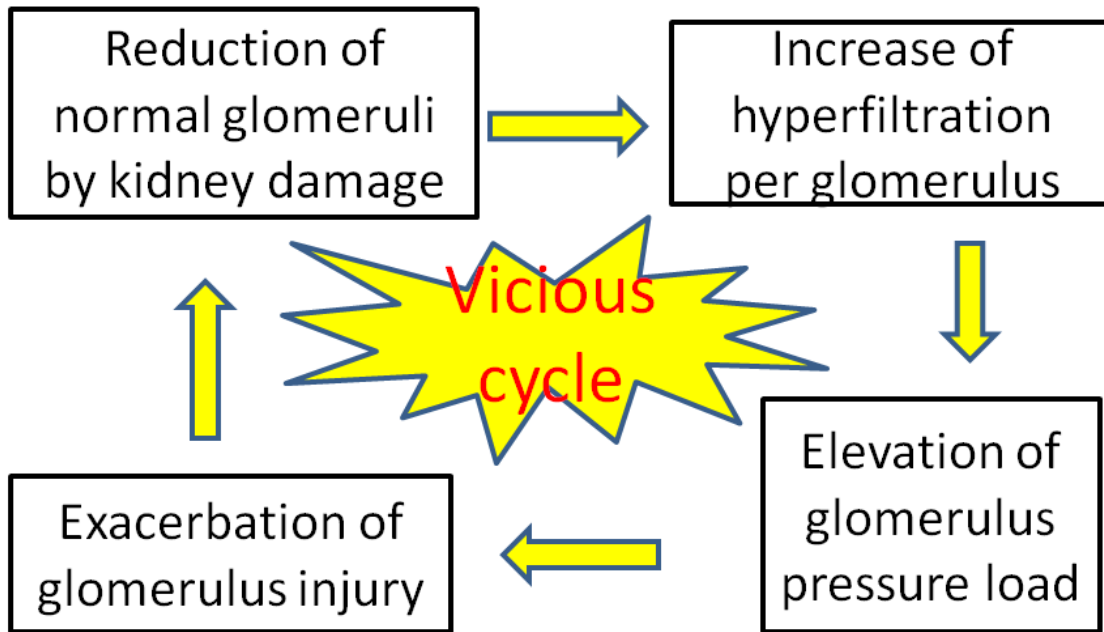 Reduction of
normal glomeruli
by kidney damage
Increase of
hyperfiltration
per glomerulus
Vicious
cycle
Elevation of
glomerulus
pressure load
Exacerbation of
glomerulus injury